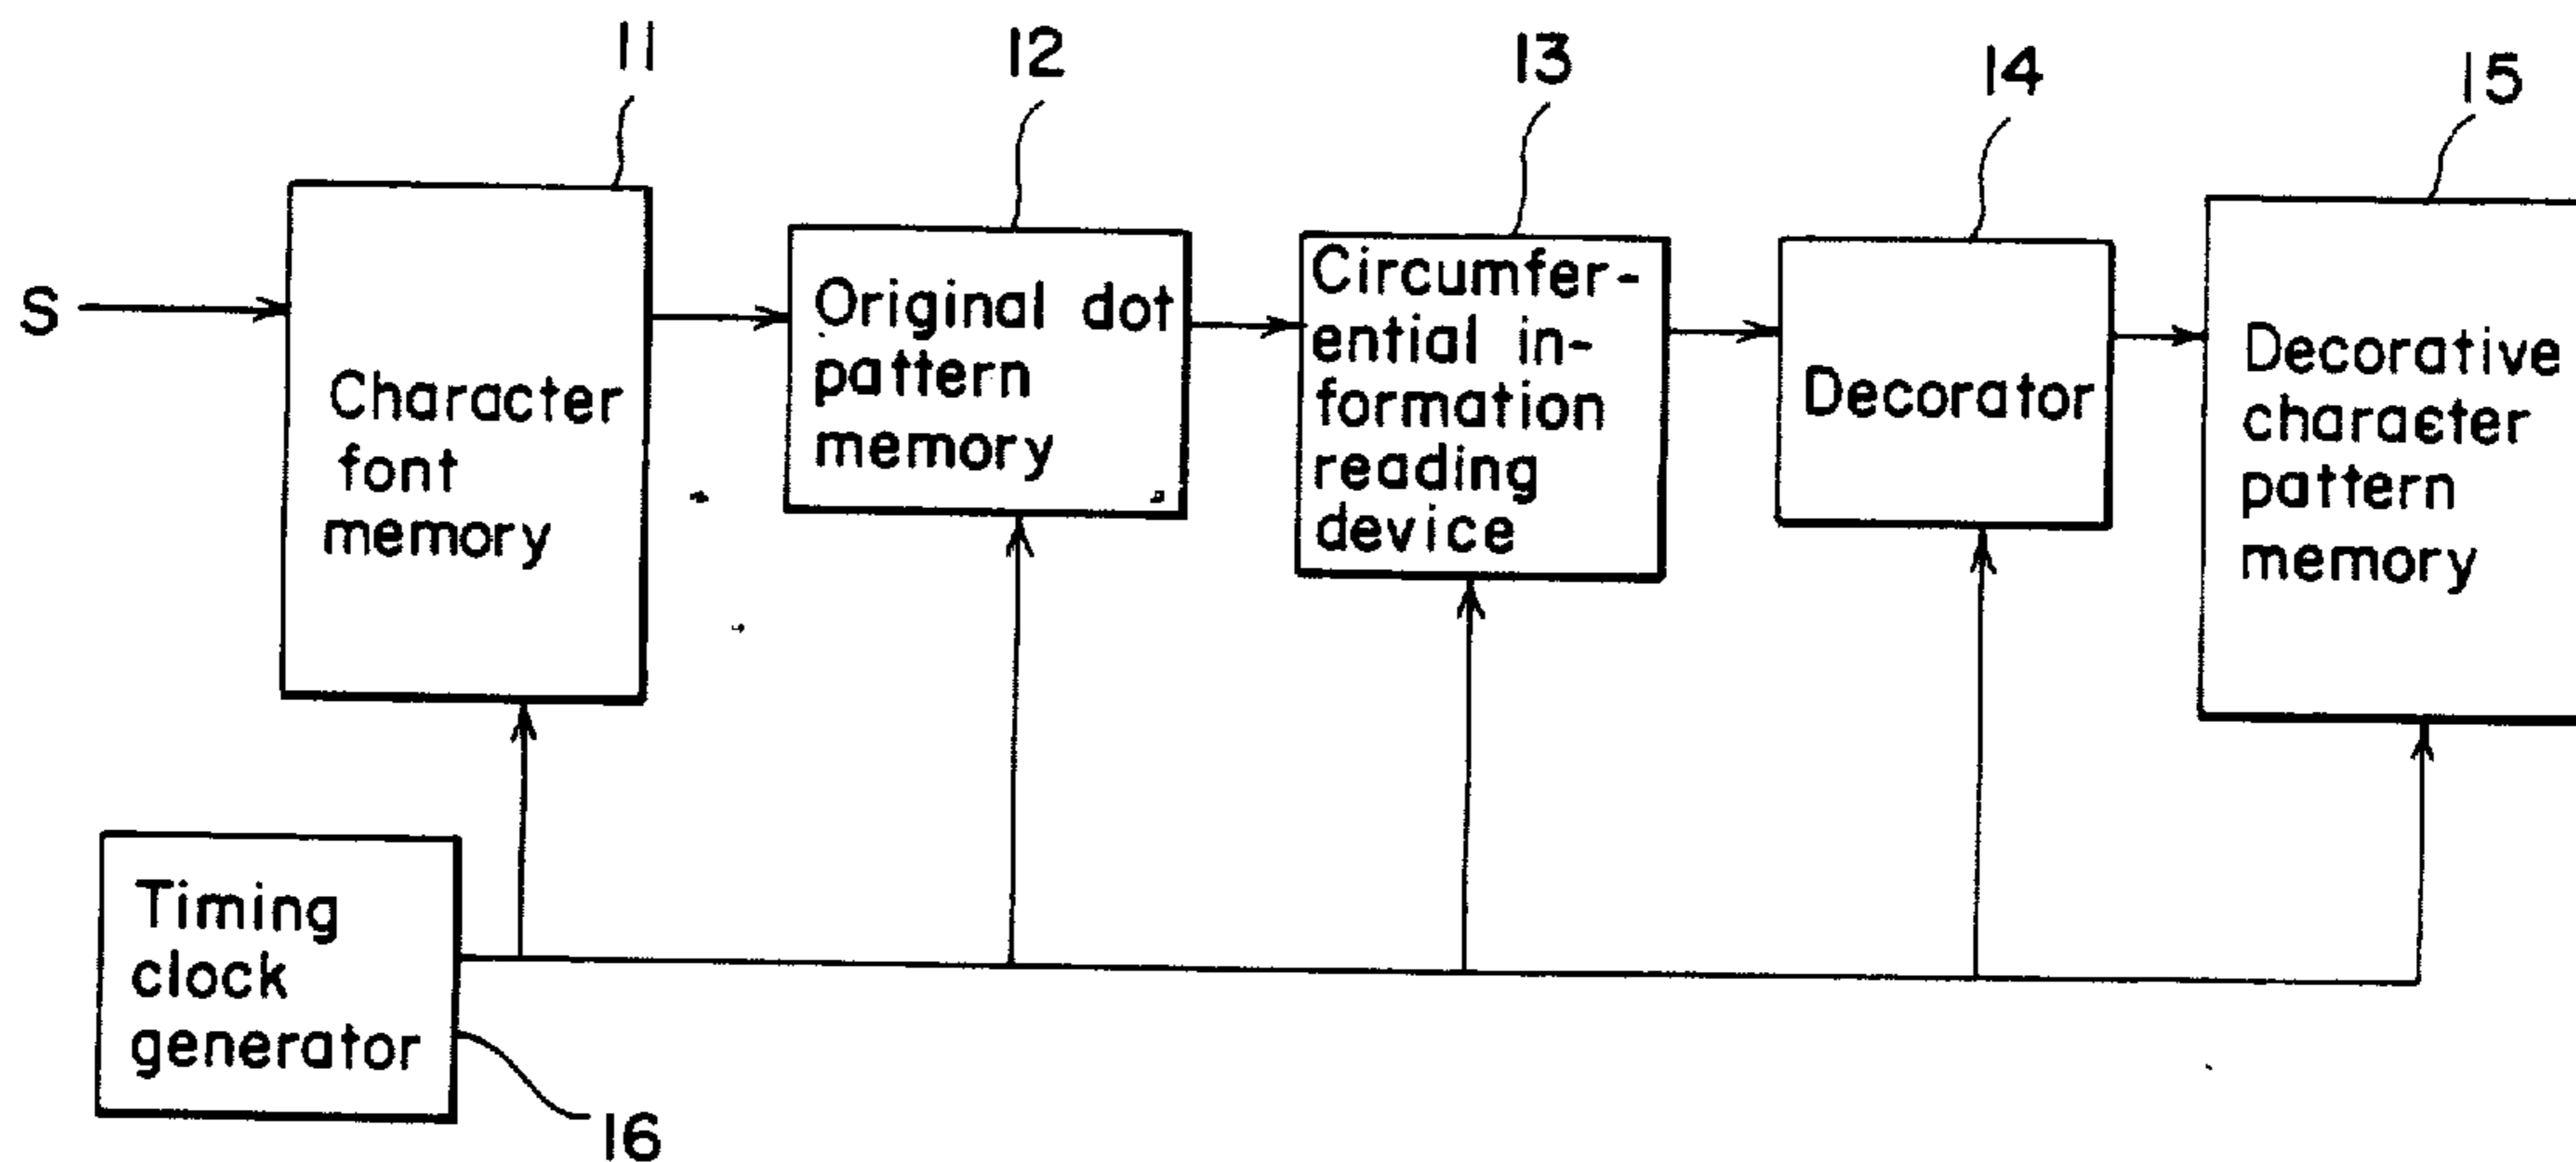 11
12
13
14
15
S
Character
font
memory
Original dot
pattern
memory
Circumfer-
ential in-
formation
reading
device
Decorator
Decorative
character
pattern
memory
Timing
clock
generator
16